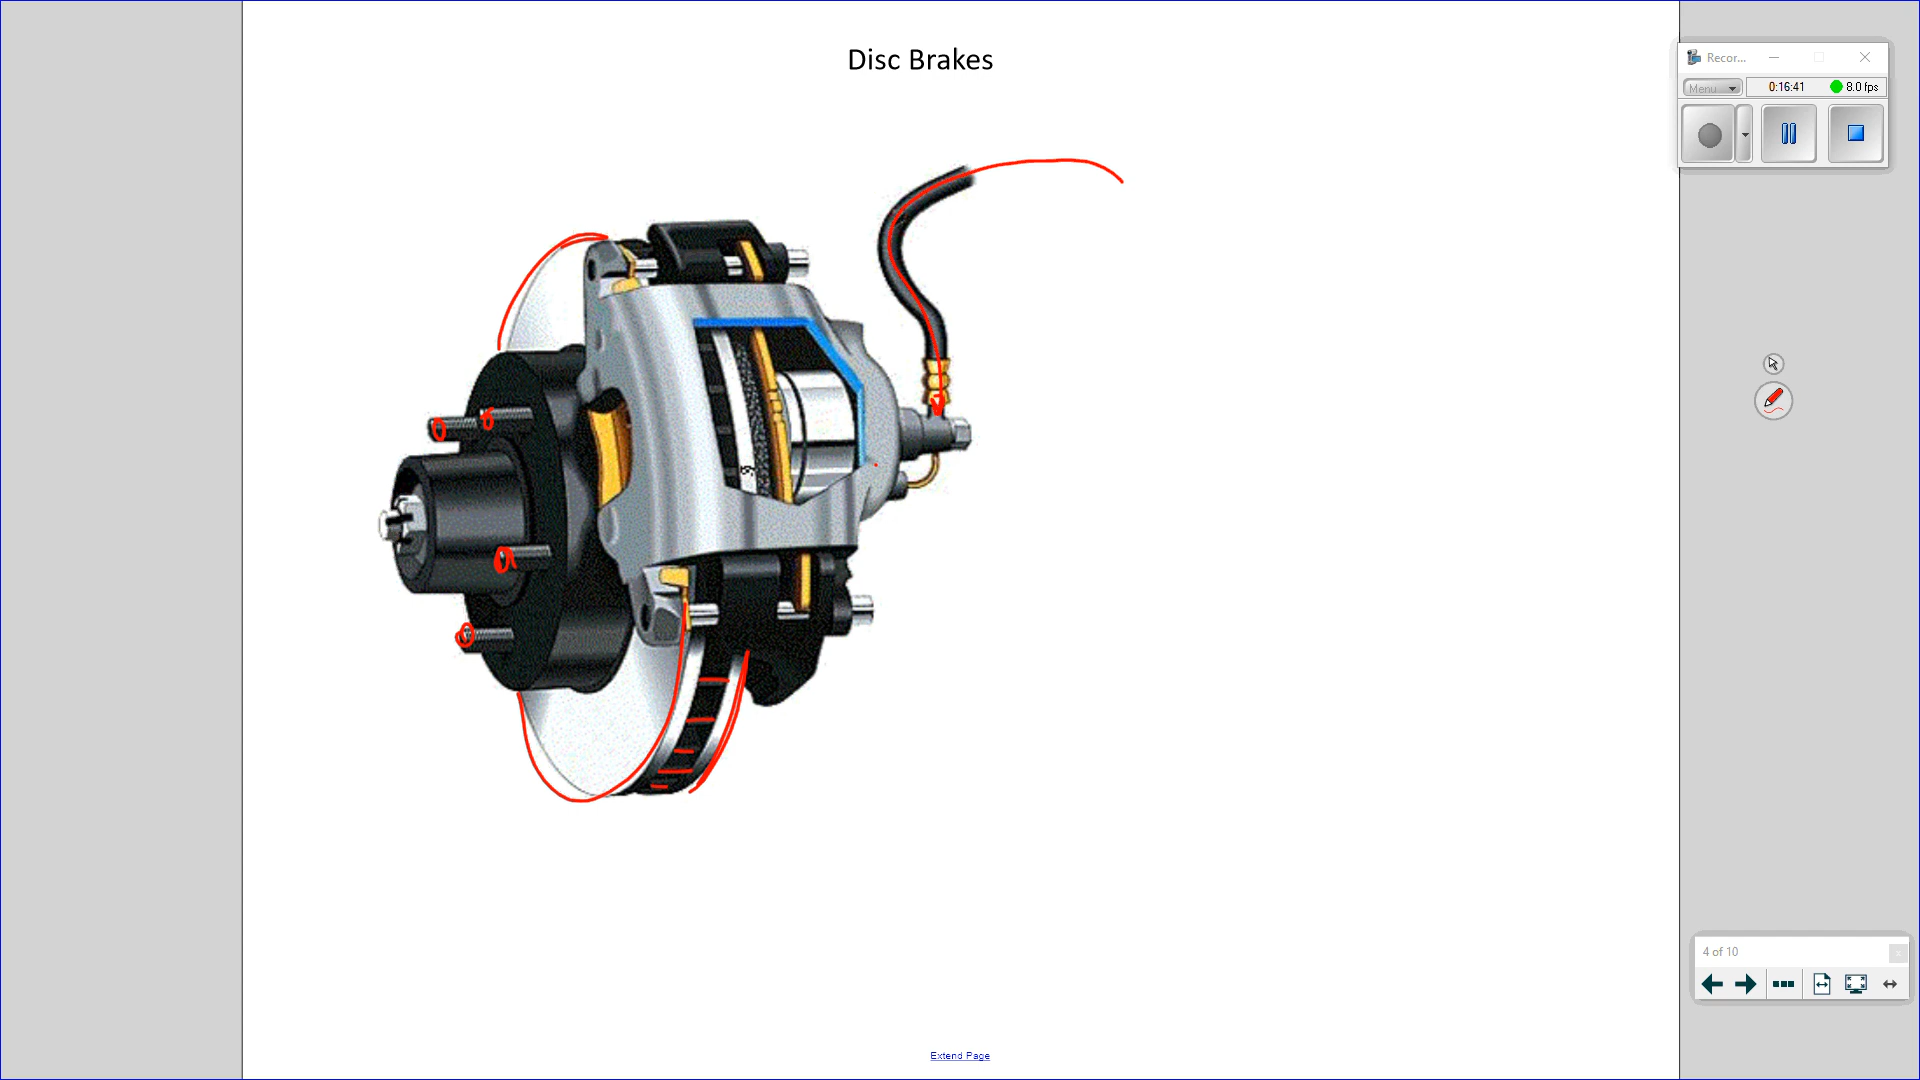 Disc Brakes
Recor...
Menu
0:16:41
8.0 fps
4 of 10
Extend Page